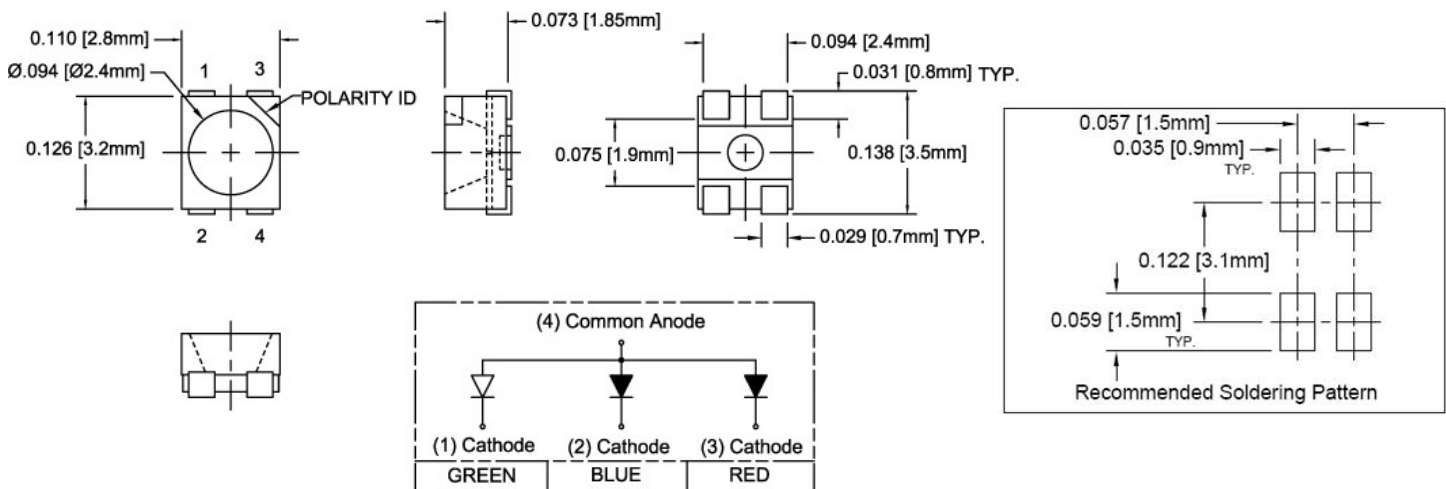 0.110 [2.8mm]
Ø.094 [Ø2.4mm]
1
3
POLARITY ID
0.126 [3.2mm]
2
4
0.073 [1.85mm]
0.094 [2.4mm]
0.031 [0.8mm] TYP.
0.075 [1.9mm]
0.138 [3.5mm]
0.029 [0.7mm] TYP.
0.057 [1.5mm]
0.035 [0.9mm]
TYP.
0.122 [3.1mm]
0.059 [1.5mm]
TYP.
Recommended Soldering Pattern
(4) Common Anode
(1) Cathode
(2) Cathode
(3) Cathode
GREEN
BLUE
RED